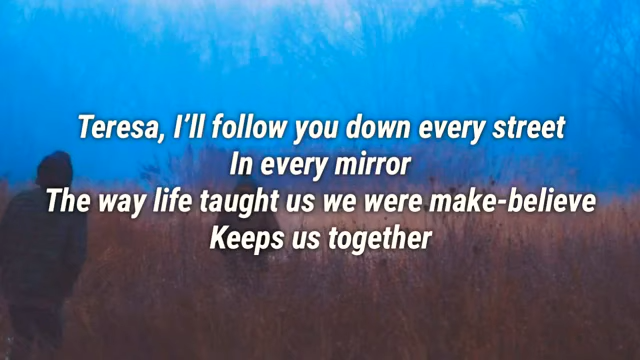 Teresa, I’ll follow you down every street
In every mirror
The way life taught us we were make-believe
Keeps us together